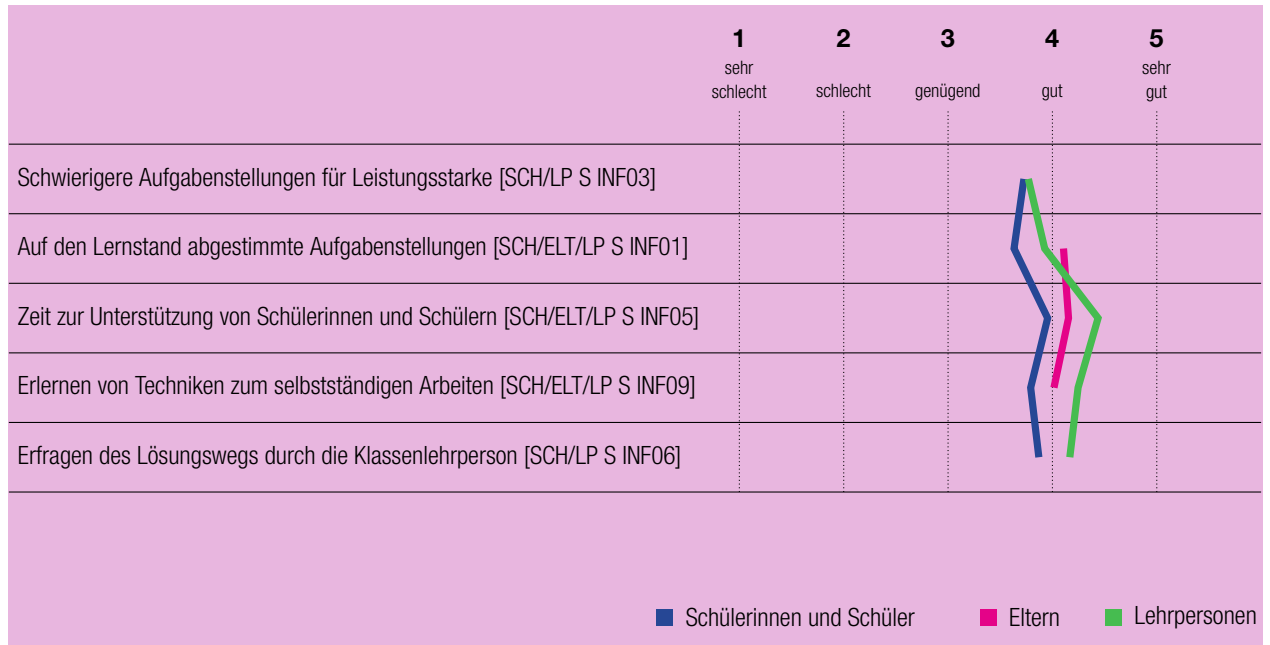 1 2 3 4 5
sehr schlecht schlecht genügend gut sehr gut
Schwierigere Aufgabenstellungen für Leistungsstarke [SCH/LP S INF03]
Auf den Lernstand abgestimmte Aufgabenstellungen [SCH/ELT/LP S INF01]
Zeit zur Unterstützung von Schülerinnen und Schülern [SCH/ELT/LP S INF05]
Erlernen von Techniken zum selbstständigen Arbeiten [SCH/ELT/LP S INF09]
Erfragen des Lösungswegs durch die Klassenlehrperson [SCH/LP S INF06]
Schülerinnen und Schüler Eltern Lehrpersonen